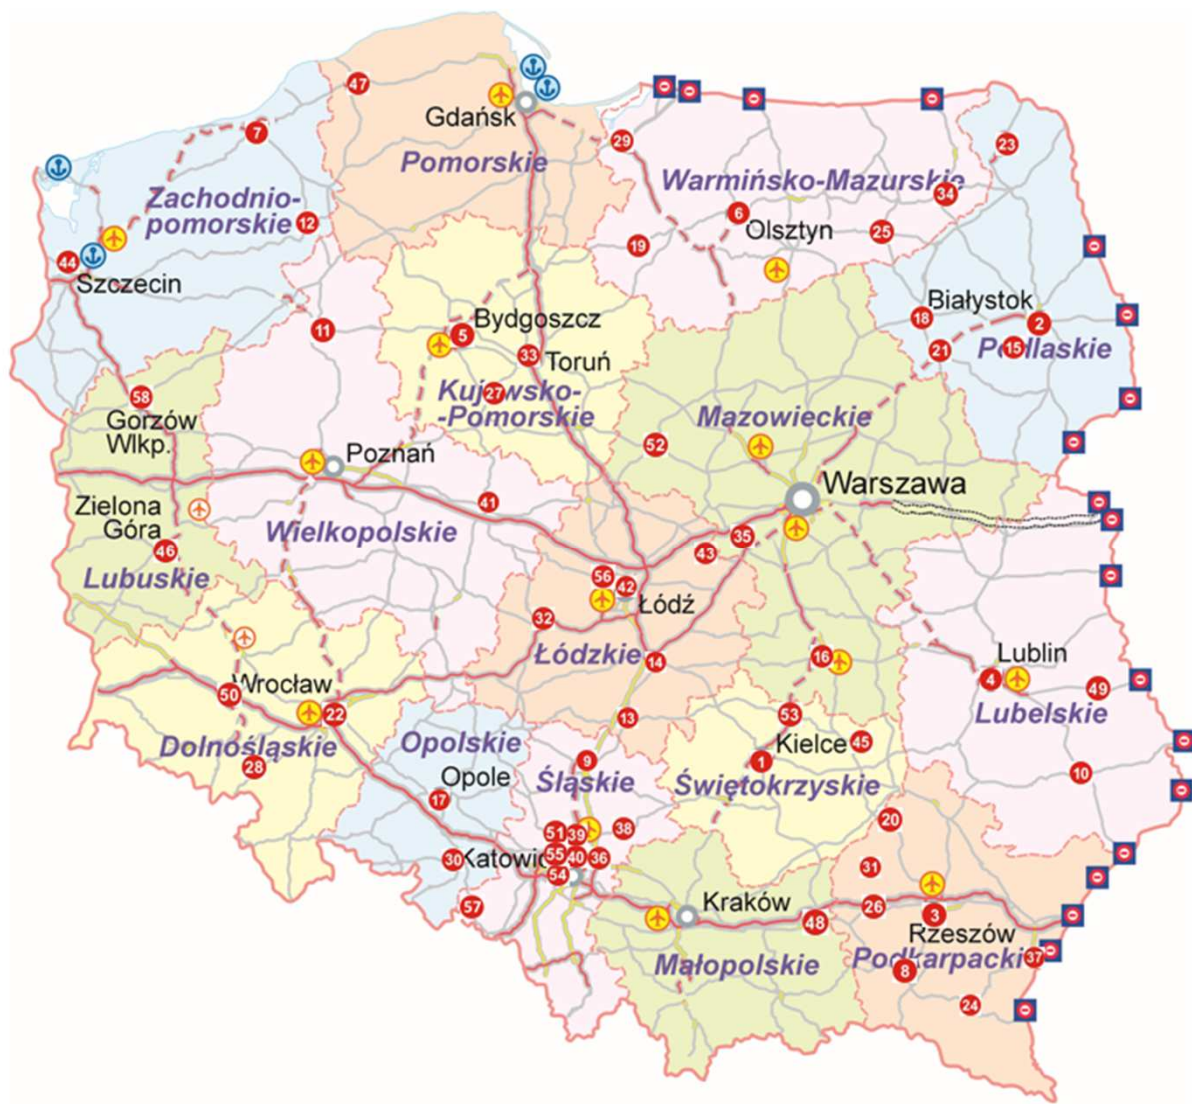 47
Gdańsk
7
29
23
Pomorskie
Warmińsko-Mazurskie
34
Zachodnio-
pomorskie
12
6
Olsztyn
25
19
44
Szczecin
Białystok
18
2
11
Bydgoszcz
5
33
Toruń
21
15
Podlaskie
58
Kujawsko-
27
-Pomorskie
Gorzów
Wlkp.
Mazowieckie
52
Poznań
Warszawa
41
Zielona
Góra
Wielkopolskie
35
46
43
Lubuskie
56
42
Łódź
32
Łódzkie
14
16
Lublin
4
49
Wrocław
50
22
13
53
Lubelskie
Dolnośląskie
28
Opolskie
Kielce
45
9
1
10
Opole
Śląskie
Świętokrzyskie
17
51
39
38
20
30
Katowic
55
40
36
54
31
57
Kraków
48
26
3
Rzeszów
Małopolskie
Podkarpacki
37
8
24